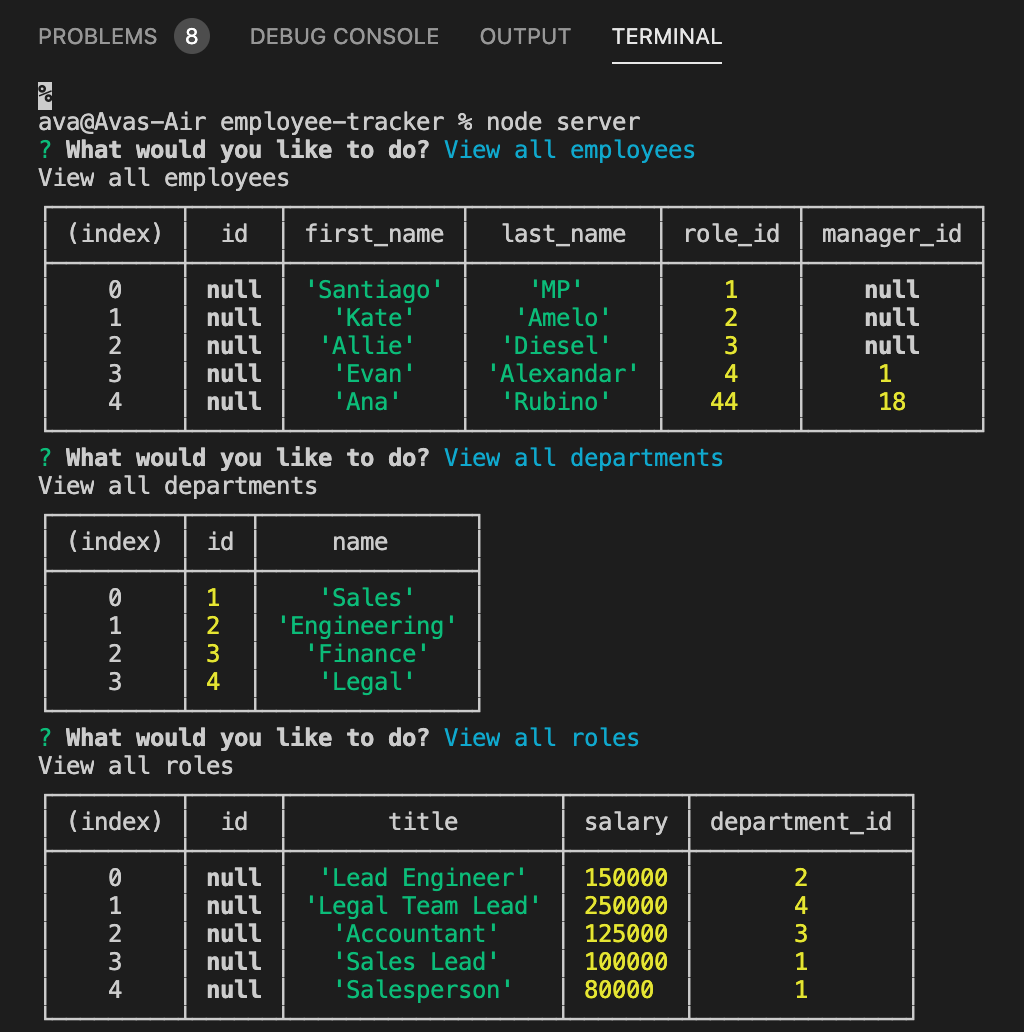 PROBLEMS 8 DEBUG CONSOLE OUTPUT TERMINAL
%
ava@Avas-Air employee-tracker % node server
? What would you like to do? View all employees
View all employees
(index) id first_name last_name role_id manager_id
0 null 'Santiago' 'MP' 1 null
1 null 'Kate' 'Amelo' 2 null
2 null 'Allie' 'Diesel' 3 null
3 null 'Evan' 'Alexandar' 4 1
4 null 'Ana' 'Rubino' 44 18
? What would you like to do? View all departments
View all departments
(index) id name
0 1 'Sales'
1 2 'Engineering'
2 3 'Finance'
3 4 'Legal'
? What would you like to do? View all roles
View all roles
(index) id title salary department_id
0 null 'Lead Engineer' 150000 2
1 null 'Legal Team Lead' 250000 4
2 null 'Accountant' 125000 3
3 null 'Sales Lead' 100000 1
4 null 'Salesperson' 80000 1